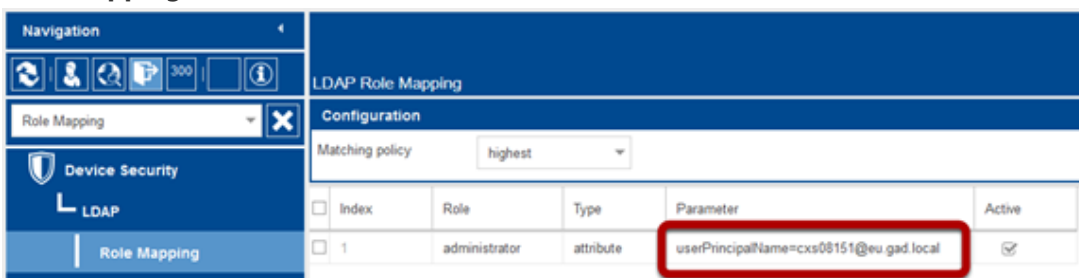 Navigation
300
Role Mapping
Device Security
LDAP
Role Mapping
LDAP Role Mapping
Configuration
Matching policy highest
Index Role Type Parameter Active
1 administrator attribute userPrincipalName=cxs08151@eu.gad.local